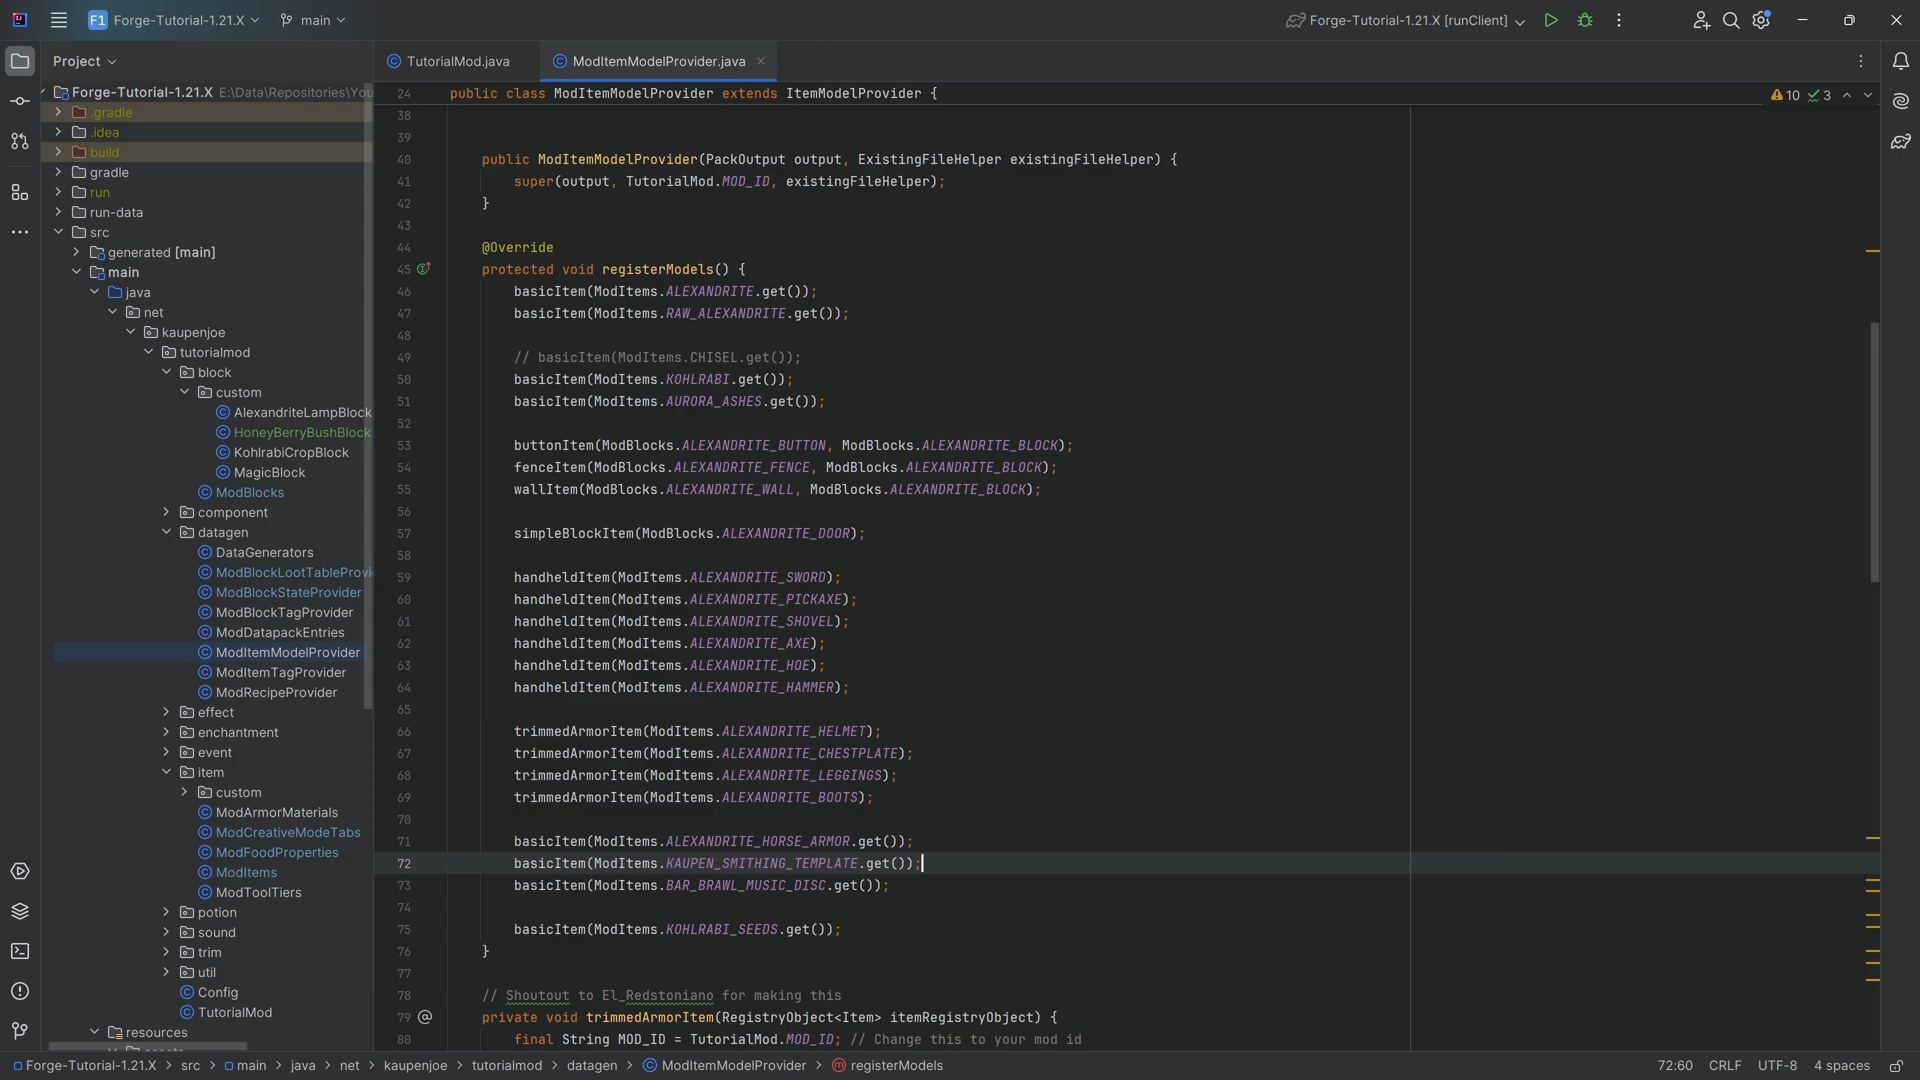 F1 Forge-Tutorial-1.21.X main Forge-Tutorial-1.21.X [runClient]
Project
TutorialMod.java ModItemModelProvider.java
Forge-Tutorial-1.21.X E:\Data\Repositories\You
.gradle
.idea
build
gradle
run
run-data
src
generated [main]
main
java
net
kaupenjoe
tutorialmod
block
custom
AlexandriteLampBlock
HoneyBerryBushBlock
KohlrabiCropBlock
MagicBlock
ModBlocks
component
datagen
DataGenerators
ModBlockLootTableProvi
ModBlockStateProvider
ModBlockTagProvider
ModDatapackEntries
ModItemModelProvider
ModItemTagProvider
ModRecipeProvider
effect
enchantment
event
item
custom
ModArmorMaterials
ModCreativeModeTabs
ModFoodProperties
ModItems
ModToolTiers
potion
sound
trim
util
Config
TutorialMod
resources
24 public class ModItemModelProvider extends ItemModelProvider { 10 3
38
39
40 public ModItemModelProvider(PackOutput output, ExistingFileHelper existingFileHelper) {
41 super(output, TutorialMod.MOD_ID, existingFileHelper);
42 }
43
44 @Override
45 protected void registerModels() {
46 basicItem(ModItems.ALEXANDRITE.get());
47 basicItem(ModItems.RAW_ALEXANDRITE.get());
48
49 // basicItem(ModItems.CHISEL.get());
50 basicItem(ModItems.KOHLRABI.get());
51 basicItem(ModItems.AURORA_ASHES.get());
52
53 buttonItem(ModBlocks.ALEXANDRITE_BUTTON, ModBlocks.ALEXANDRITE_BLOCK);
54 fenceItem(ModBlocks.ALEXANDRITE_FENCE, ModBlocks.ALEXANDRITE_BLOCK);
55 wallItem(ModBlocks.ALEXANDRITE_WALL, ModBlocks.ALEXANDRITE_BLOCK);
56
57 simpleBlockItem(ModBlocks.ALEXANDRITE_DOOR);
58
59 handheldItem(ModItems.ALEXANDRITE_SWORD);
60 handheldItem(ModItems.ALEXANDRITE_PICKAXE);
61 handheldItem(ModItems.ALEXANDRITE_SHOVEL);
62 handheldItem(ModItems.ALEXANDRITE_AXE);
63 handheldItem(ModItems.ALEXANDRITE_HOE);
64 handheldItem(ModItems.ALEXANDRITE_HAMMER);
65
66 trimmedArmorItem(ModItems.ALEXANDRITE_HELMET);
67 trimmedArmorItem(ModItems.ALEXANDRITE_CHESTPLATE);
68 trimmedArmorItem(ModItems.ALEXANDRITE_LEGGINGS);
69 trimmedArmorItem(ModItems.ALEXANDRITE_BOOTS);
70
71 basicItem(ModItems.ALEXANDRITE_HORSE_ARMOR.get());
72 basicItem(ModItems.KAUPEN_SMITHING_TEMPLATE.get());
73 basicItem(ModItems.BAR_BRAWL_MUSIC_DISC.get());
74
75 basicItem(ModItems.KOHLRABI_SEEDS.get());
76 }
77
78 // Shoutout to El_Redstoniano for making this
79 private void trimmedArmorItem(RegistryObject<Item> itemRegistryObject) {
80 final String MOD_ID = TutorialMod.MOD_ID; // Change this to your mod id
Forge-Tutorial-1.21.X > src > main > java > net > kaupenjoe > tutorialmod > datagen > ModItemModelProvider > registerModels 72:60 CRLF UTF-8 4 spaces